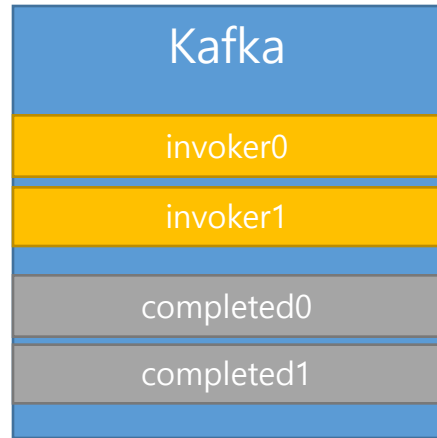 Kafka
invoker0
invoker1
completed0
completed1